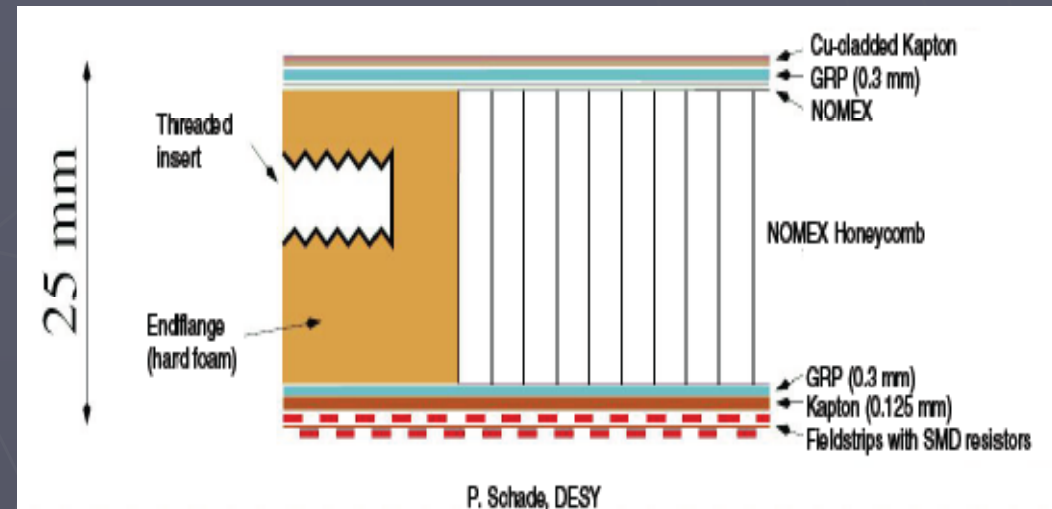 Cu-cladded Kapton
GRP (0.3 mm)
NOMEX
Threaded
insert
25 mm
NOMEX Honeycomb
Endflange
(hard foam)
GRP (0.3 mm)
Kapton (0.125 mm)
Fieldstrips with SMD resistors
P. Schade, DESY